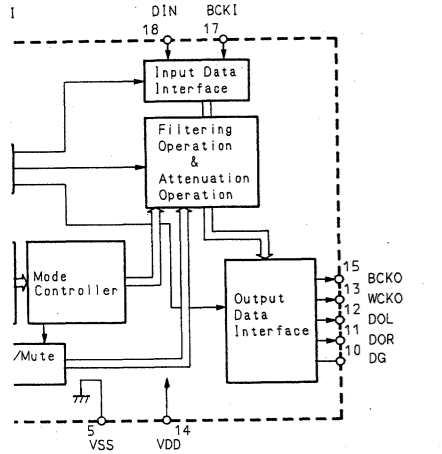 I
DIN
BCKI
18
17
Input Data
Interface
Filtering
Operation
&
Attenuation
Operation
Mode
Controller
/Mute
Output
Data
Interface
15
BCKO
13
WCKO
12
DOL
11
DOR
10
DG
5
VSS
14
VDD